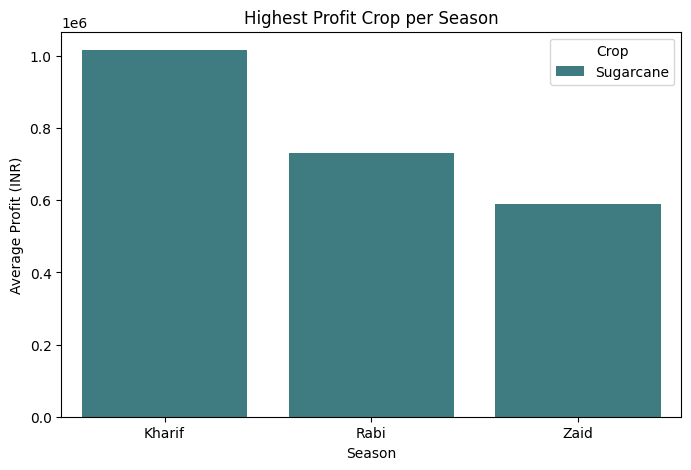 Highest Profit Crop per Season
1e6
1.0
0.8
0.6
0.4
0.2
0.0
Average Profit (INR)
Crop
Sugarcane
Kharif
Rabi
Zaid
Season